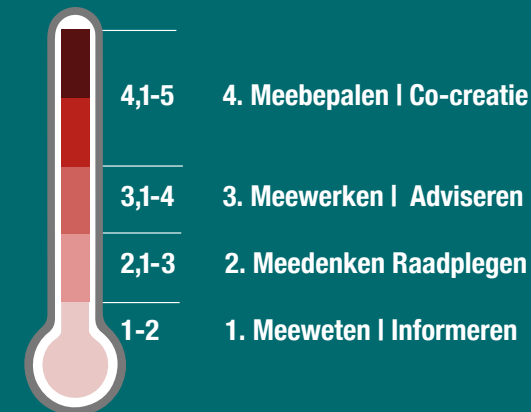 4,1-5 4. Meebepalen | Co-creatie
3,1-4 3. Meewerken | Adviseren
2,1-3 2. Meedenken Raadplegen
1-2 1. Meeweten | Informeren